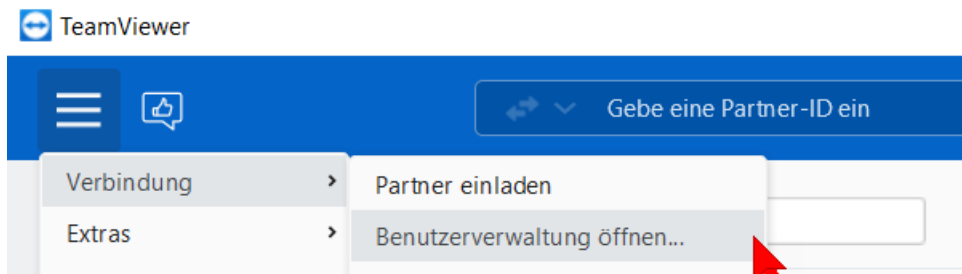 TeamViewer
Gebe eine Partner-ID ein
Verbindung
Partner einladen
Extras
Benutzerverwaltung öffnen...